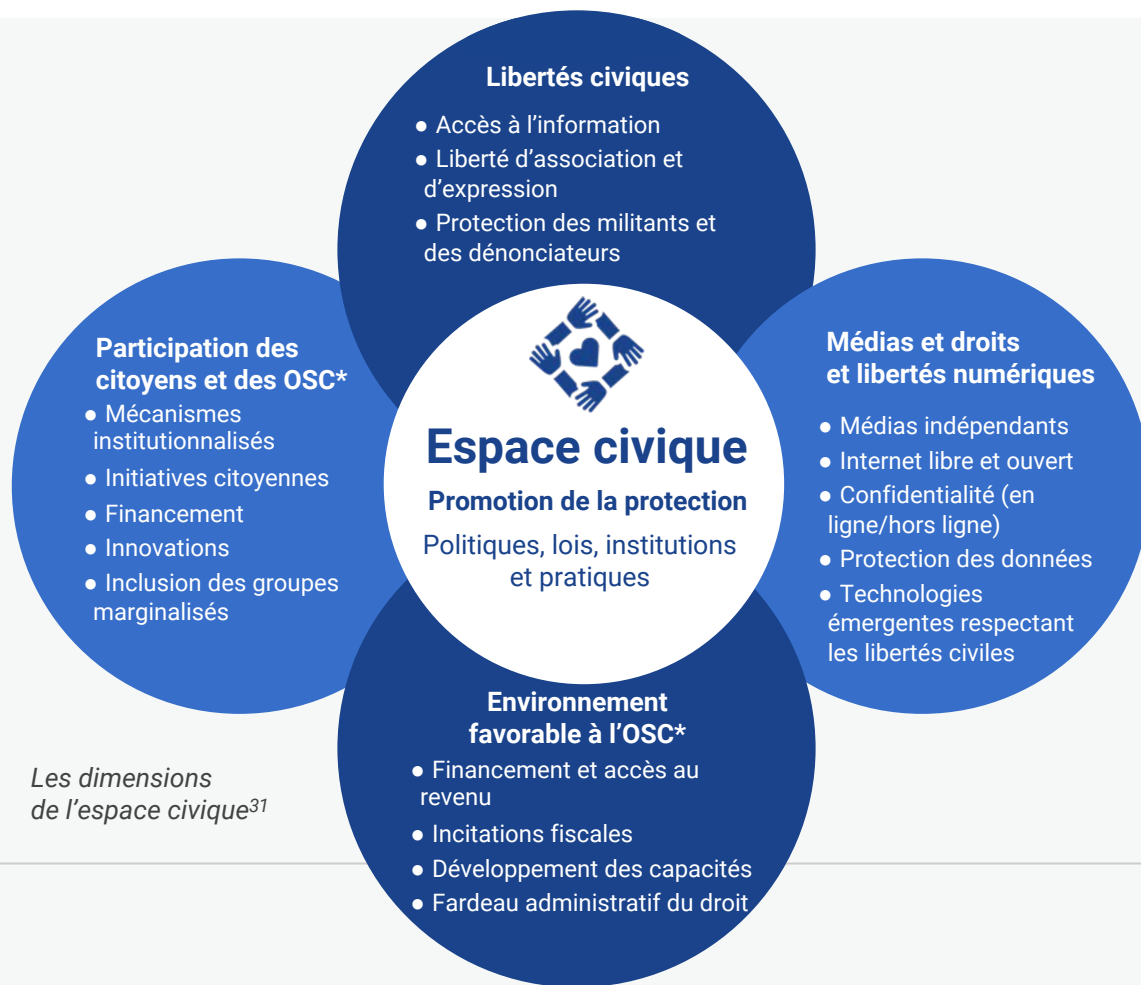 Libertés civiques
● Accès à l’information
● Liberté d’association et
d’expression
● Protection des militants et
des dénonciateurs
Participation des
citoyens et des OSC*
● Mécanismes
institutionnalisés
● Initiatives citoyennes
● Financement
● Innovations
● Inclusion des groupes
marginalisés
Espace civique
Promotion de la protection
Politiques, lois, institutions
et pratiques
Médias et droits
et libertés numériques
● Médias indépendants
● Internet libre et ouvert
● Confidentialité (en
ligne/hors ligne)
● Protection des données
● Technologies
émergentes respectant
les libertés civiles
Environnement
favorable à l’OSC*
● Financement et accès au
revenu
● Incitations fiscales
● Développement des capacités
● Fardeau administratif du droit
Les dimensions
de l’espace civique³¹